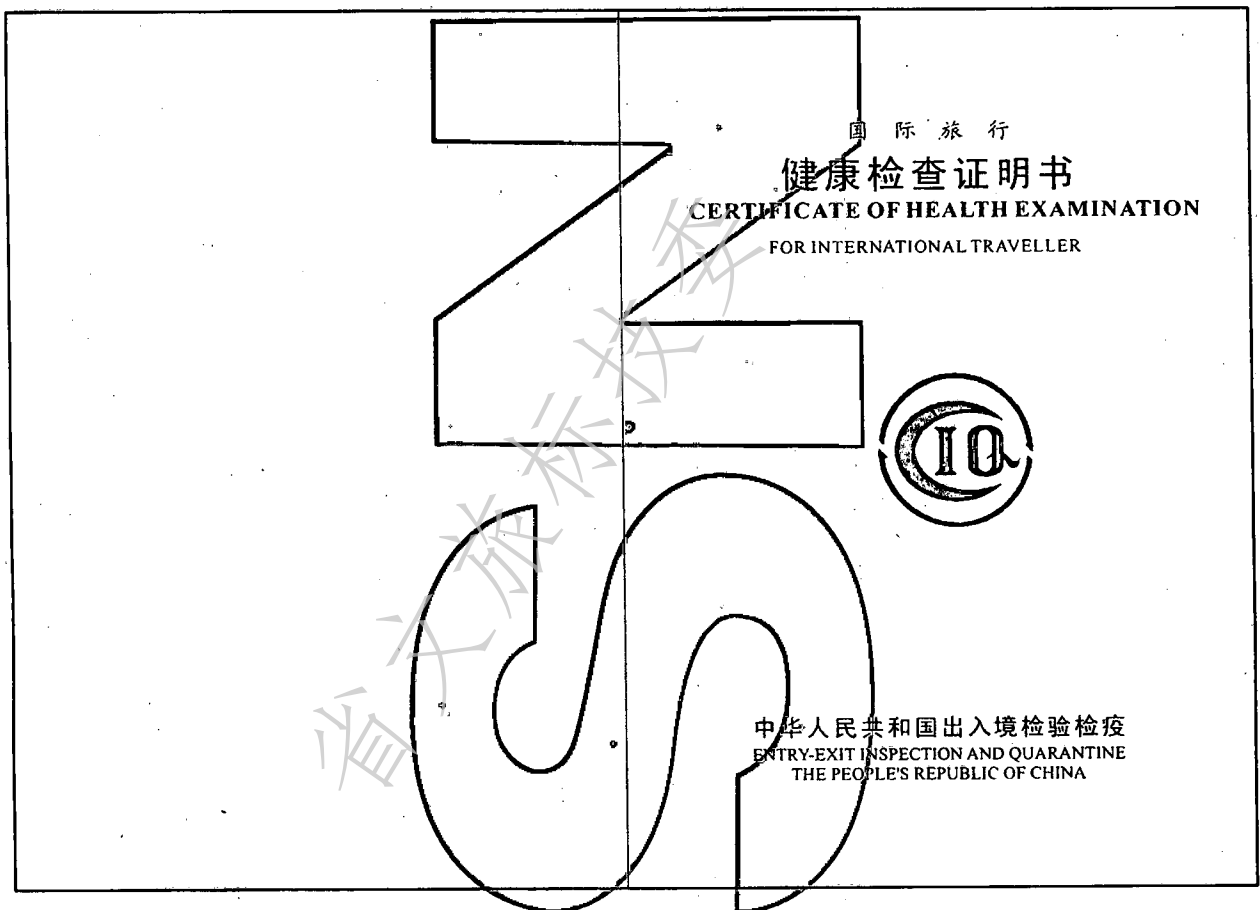 国际旅行
健康检查证明书
CERTIFICATE OF HEALTH EXAMINATION
FOR INTERNATIONAL TRAVELLER
CIQ
中华人民共和国出入境检验检疫
ENTRY-EXIT INSPECTION AND QUARANTINE
THE PEOPLE'S REPUBLIC OF CHINA
省文旅标技委
NS